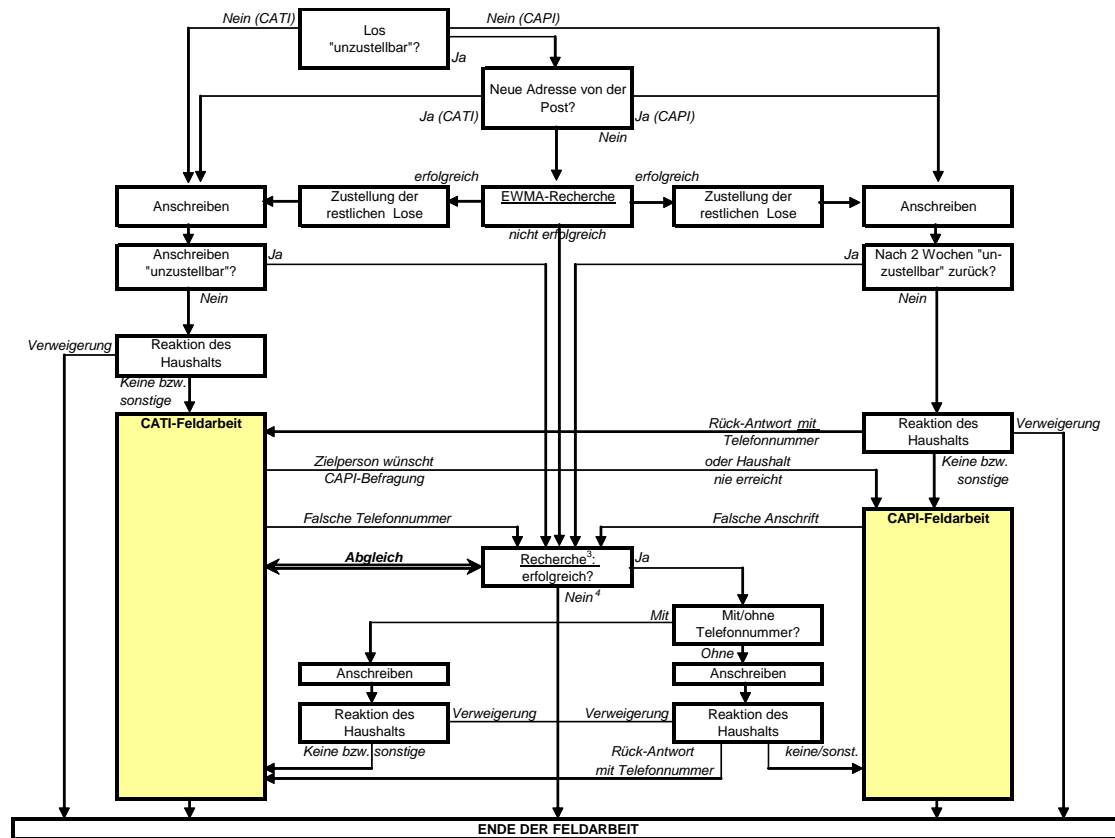 Nein (CATI)
Nein (CAPI)
Los
"unzustellbar"?
Ja
Neue Adresse von der
Post?
Ja (CATI)
Ja (CAPI)
Nein
erfolgreich
erfolgreich
Anschreiben
Zustellung der
restlichen Lose
EWMA-Recherche
Zustellung der
restlichen Lose
Anschreiben
nicht erfolgreich
Anschreiben
"unzustellbar"?
Ja
Ja
Nach 2 Wochen "un-
zustellbar" zurück?
Nein
Nein
Verweigerung
Reaktion des
Haushalts
Keine bzw.
sonstige
CATI-Feldarbeit
Rück-Antwort mit
Telefonnummer
Reaktion des
Haushalts
Verweigerung
Zielperson wünscht
CAPI-Befragung
oder Haushalt
nie erreicht
Keine bzw.
sonstige
Falsche Telefonnummer
Falsche Anschrift
CAPI-Feldarbeit
Abgleich
Recherche³:
erfolgreich?
Ja
Nein ⁴
Mit
Mit/ohne
Telefonnummer?
Ohne
Anschreiben
Anschreiben
Reaktion des
Haushalts
Verweigerung
Verweigerung
Reaktion des
Haushalts
Keine bzw. sonstige
Rück-Antwort
mit Telefonnummer
keine/sonst.
ENDE DER FELDARBEIT